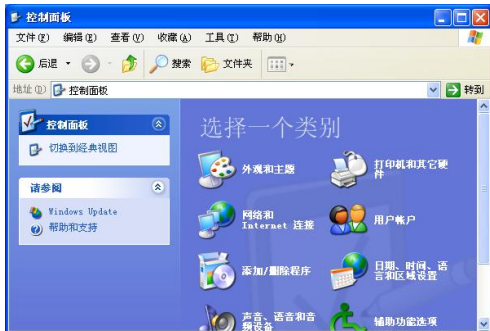 控制面板
文件(F) 编辑(E) 查看(V) 收藏(A) 工具(T) 帮助(H)
后退 搜索 文件夹
地址(D) 控制面板 转到
控制面板
切换到经典视图
请参阅
Windows Update
帮助和支持
选择一个类别
外观和主题
打印机和其它硬
件
网络和
Internet 连接
用户帐户
添加/删除程序
日期、时间、语
言和区域设置
声音、语音和音
频设备
辅助功能选项